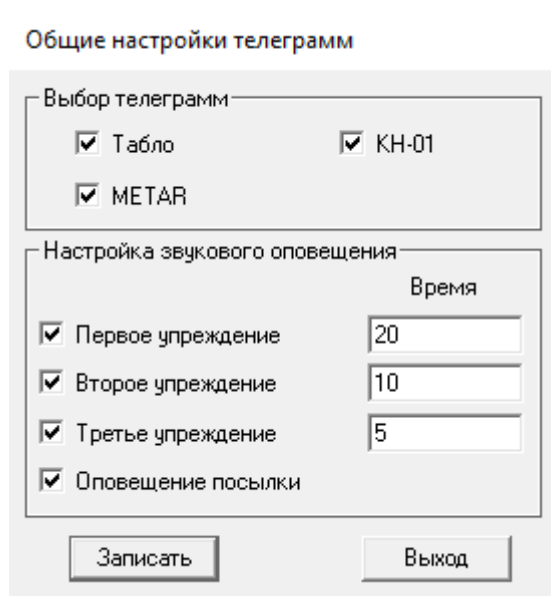 Общие настройки телеграмм
Выбор телеграмм
Табло КН-01
METAR
Настройка звукового оповещения
Время
Первое упреждение 20
Второе упреждение 10
Третье упреждение 5
Оповещение посылки
Записать Выход